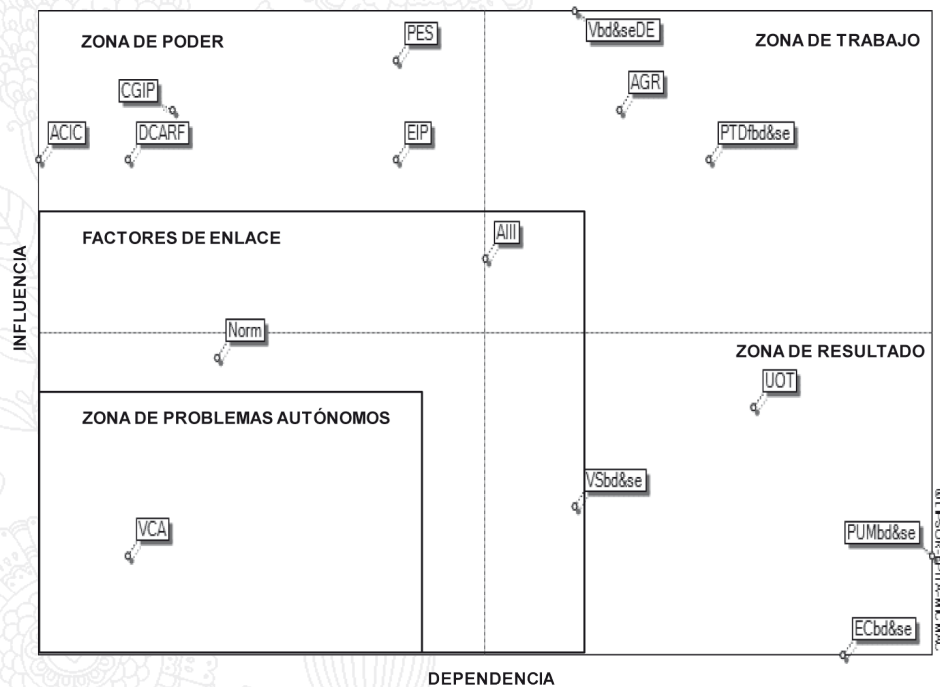 ZONA DE PODER
PES
Vbd&seDE
ZONA DE TRABAJO
CGIP
AGR
ACIC
DCARF
EIP
PTDfbd&se
FACTORES DE ENLACE
AIII
INFLUENCIA
Norm
ZONA DE RESULTADO
UOT
ZONA DE PROBLEMAS AUTÓNOMOS
VSbd&se
VCA
PUMbd&se
ECbd&se
DEPENDENCIA